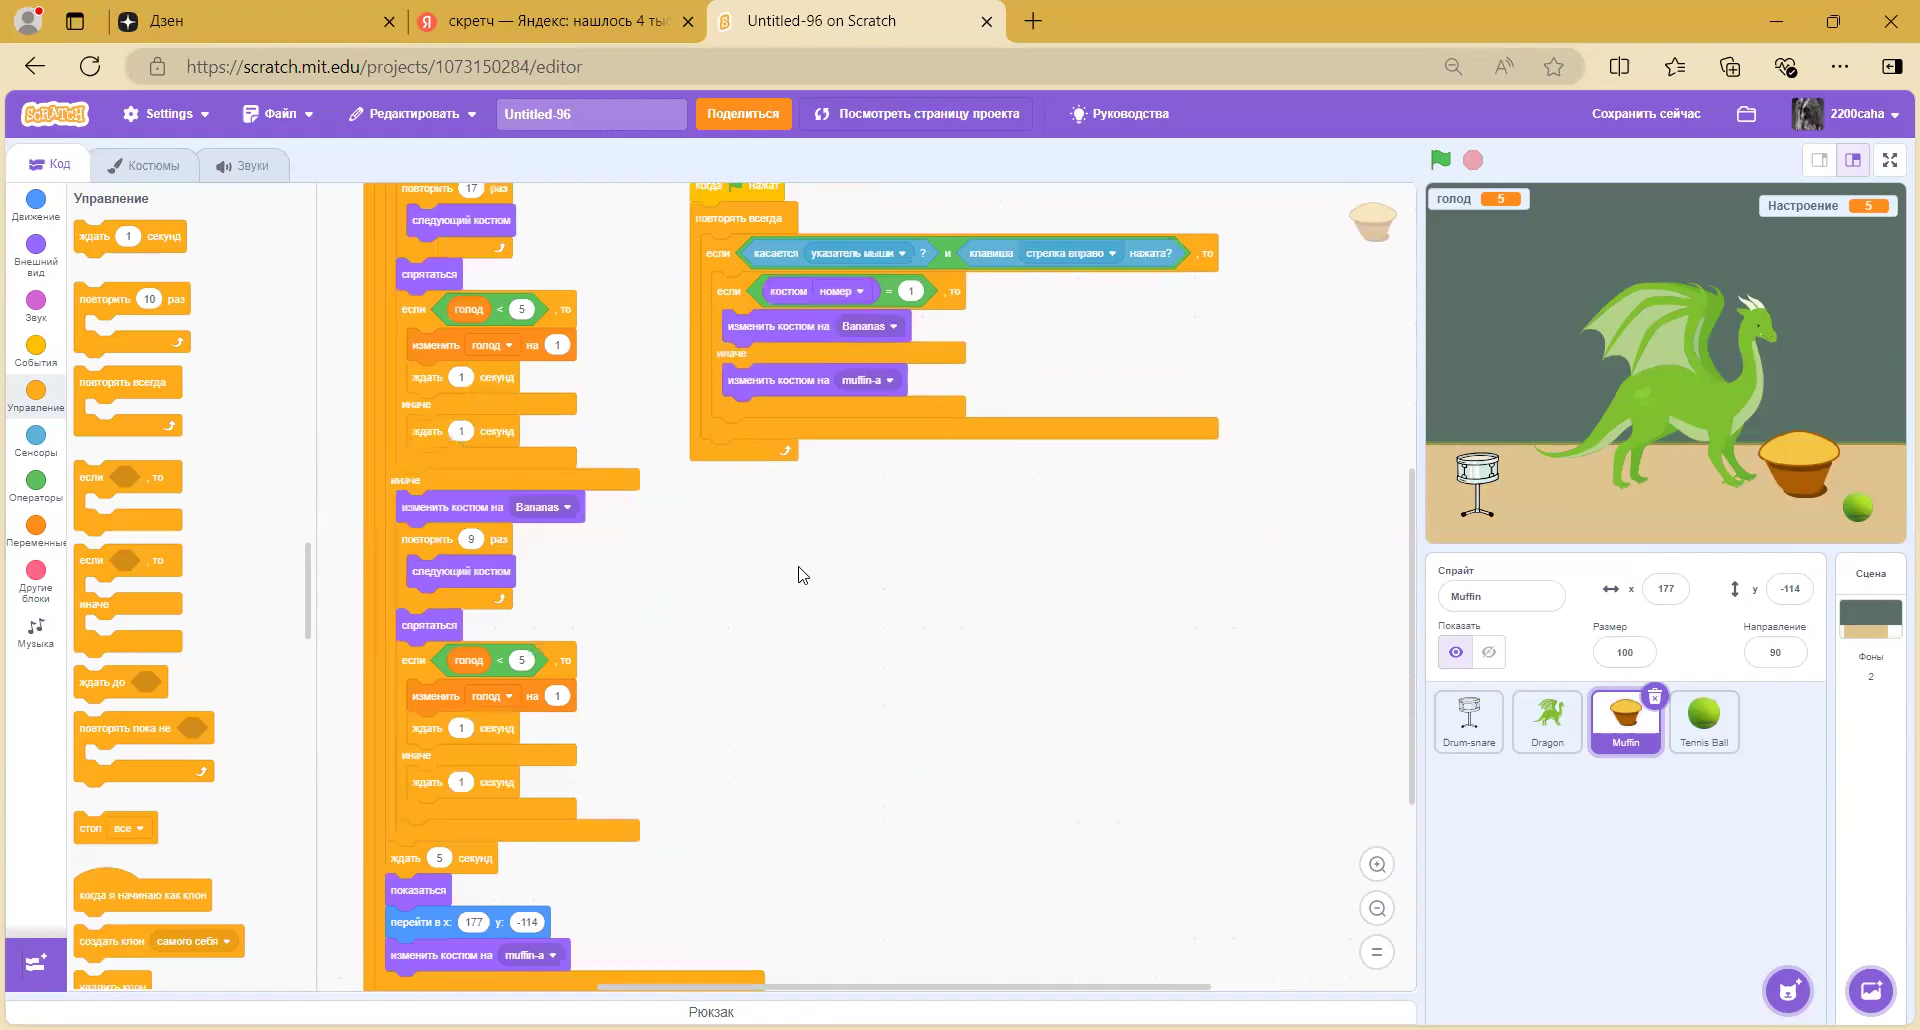 Дзен
скретч — Яндекс: нашлось 4 тыс
Untitled-96 on Scratch
https://scratch.mit.edu/projects/1073150284/editor
SCRATCH
Settings
Файл
Редактировать
Untitled-96
Поделиться
Посмотреть страницу проекта
Руководства
Сохранить сейчас
2200caha
Код
Костюмы
Звуки
Движение
Внешний
вид
Звук
События
Управление
Сенсоры
Операторы
Переменные
Другие
блоки
Музыка
Управление
ждать 1 секунд
повторить 10 раз
повторять всегда
если , то
если , то
иначе
ждать до
повторять пока не
стоп все
когда я начинаю как клон
создать клон самого себя
удалить клон
повторить 17 раз
следующий костюм
спрятаться
если голод < 5 , то
изменить голод на 1
ждать 1 секунд
иначе
ждать 1 секунд
иначе
изменить костюм на Bananas
повторить 9 раз
следующий костюм
спрятаться
если голод < 5 , то
изменить голод на 1
ждать 1 секунд
иначе
ждать 1 секунд
ждать 5 секунд
показаться
перейти в x: 177 y: -114
изменить костюм на muffin-a
когда нажат
повторять всегда
если касается указатель мыши ? и клавиша стрелка вправо нажата? , то
если костюм номер = 1 , то
изменить костюм на Bananas
иначе
изменить костюм на muffin-a
голод 5
Настроение 5
Спрайт
Muffin
x 177
y -114
Показать
Размер
100
Направление
90
Drum-snare
Dragon
Muffin
Tennis Ball
Сцена
Фоны
2
Рюкзак